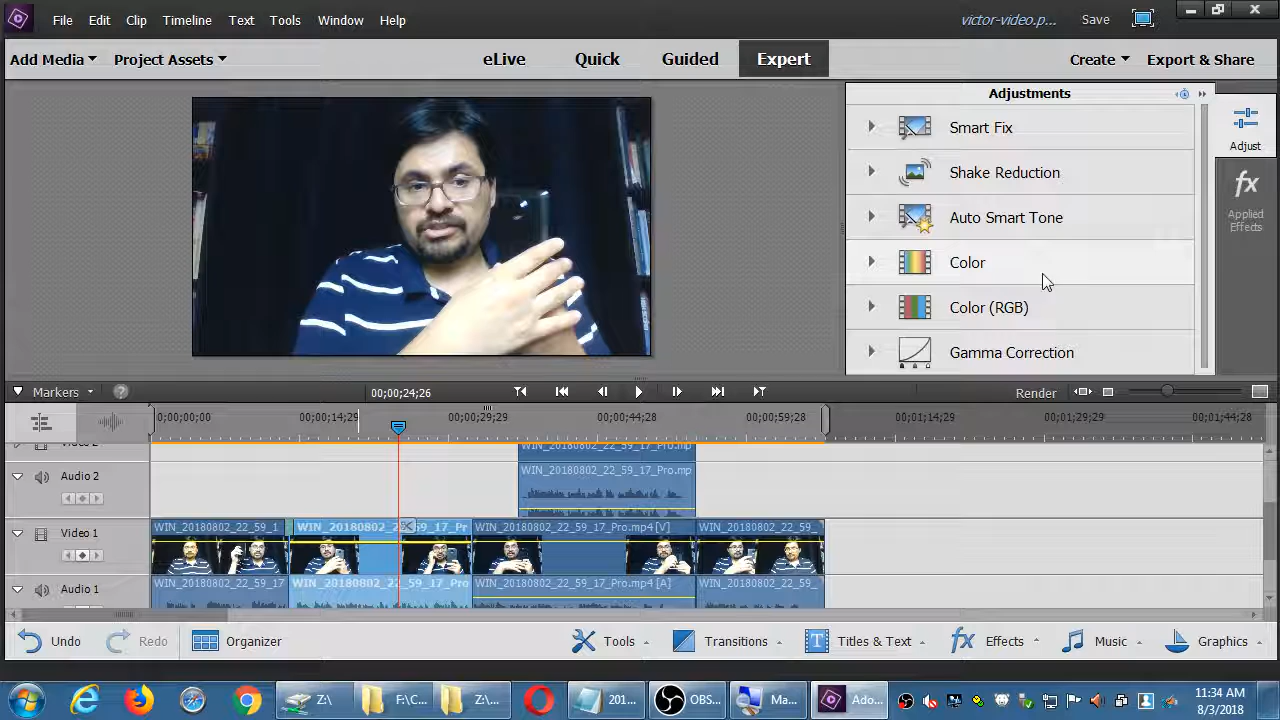 File Edit Clip Timeline Text Tools Window Help victor-video.p... Save
Add Media Project Assets eLive Quick Guided Expert Create Export & Share
Adjustments
Smart Fix
Shake Reduction
Auto Smart Tone
Color
Color (RGB)
Gamma Correction
Adjust
fx
Applied
Effects
Markers ? 00;00;24;26 Render
0;00;00;00 00;00;14;29 00;00;29;29 00;00;44;28 00;00;59;28 00;01;14;29 00;01;29;29 00;01;44;28
Video 2 WIN_20180802_22_59_17_Pro.mp
Audio 2 WIN_20180802_22_59_17_Pro.mp
Video 1 WIN_20180802_22_59_1 WIN_20180802_2 _59_17_Pr WIN_20180802_22_59_17_Pro.mp4 [V] WIN_20180802_22_59_
Audio 1 WIN_20180802_22_59_17 WIN_20180802_22_59_17_Pro WIN_20180802_22_59_17_Pro.mp4 [A] WIN_20180802_22_59_
Undo Redo Organizer Tools Transitions T Titles & Text fx Effects Music Graphics
Z:\ F:\C... Z:\... 201... OBS... Ma... Ado... 11:34 AM
8/3/2018